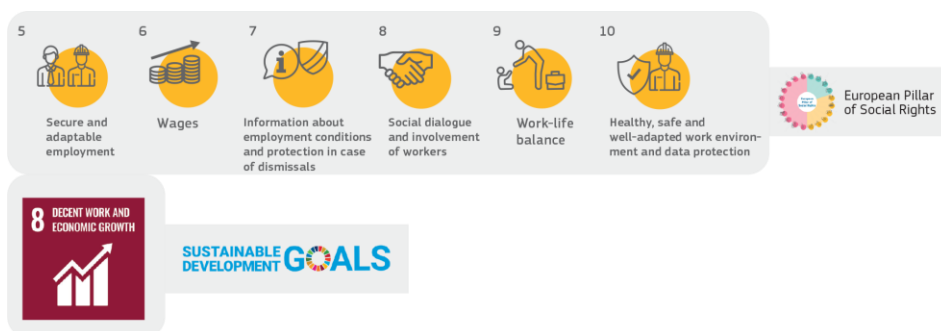 5
6
7
8
9
10
Secure and
adaptable
employment
Wages
Information about
employment conditions
and protection in case
of dismissals
Social dialogue
and involvement
of workers
Work-life
balance
Healthy, safe and
well-adapted work environ-
ment and data protection
European Pillar
of Social Rights
8 DECENT WORK AND
ECONOMIC GROWTH
SUSTAINABLE
DEVELOPMENT
GOALS